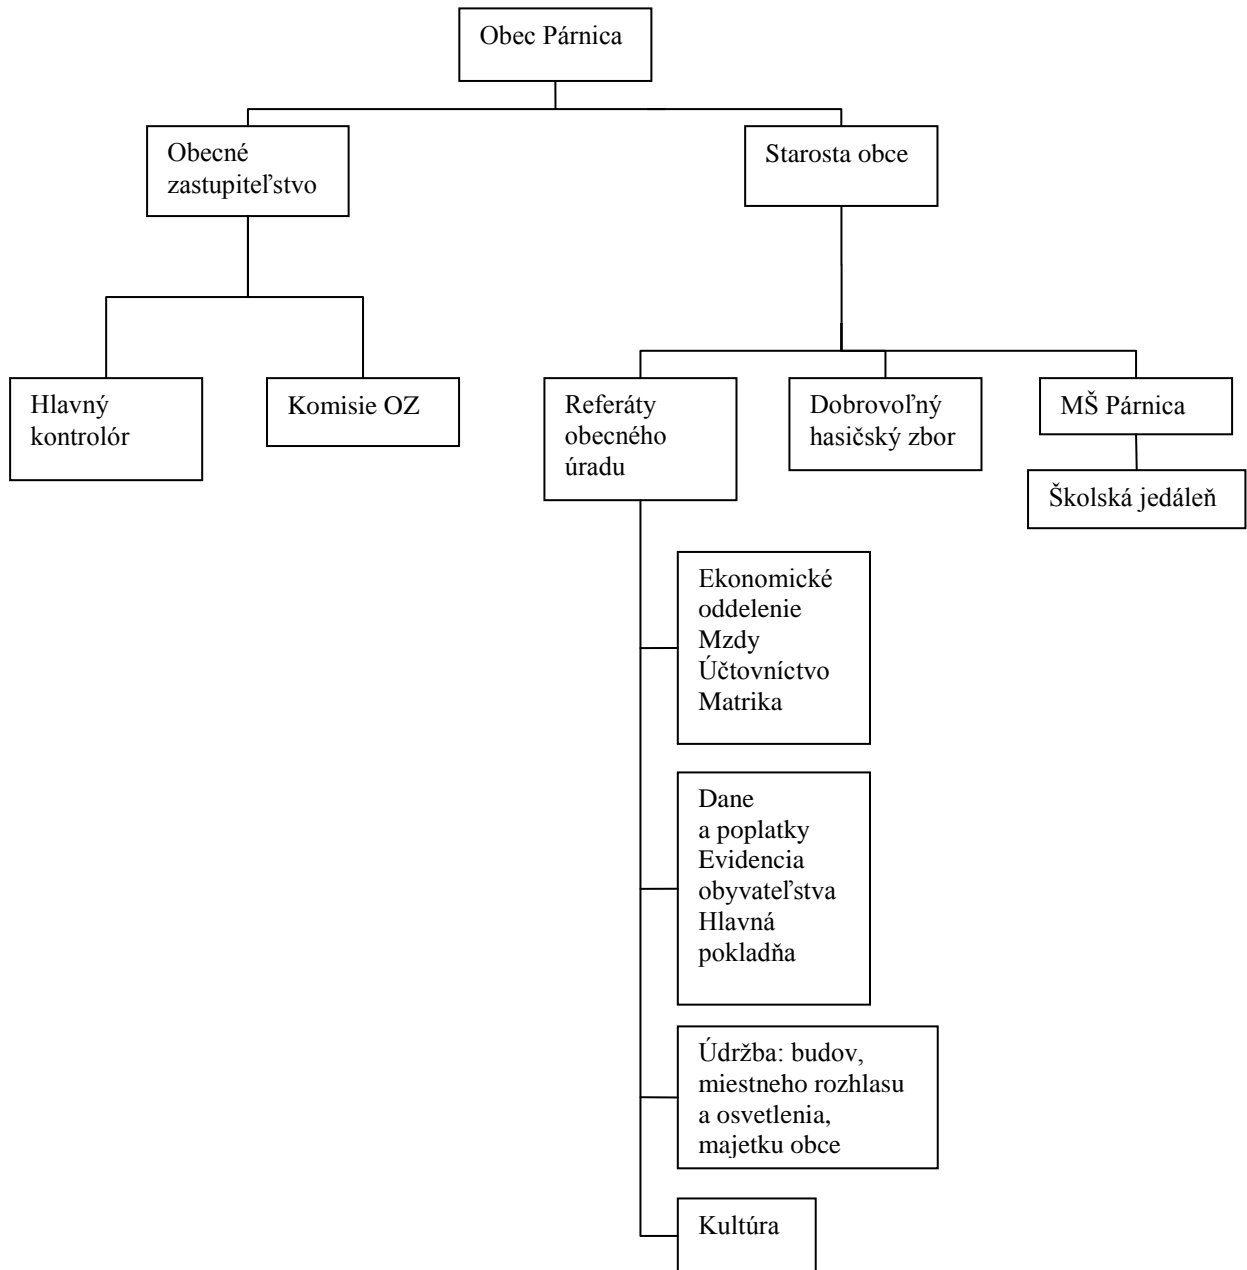 Obec Párnica
Obecné
zastupiteľstvo
Starosta obce
Hlavný
kontrolór
Komisie OZ
Referáty
obecného
úradu
Dobrovoľný
hasičský zbor
MŠ Párnica
Školská jedáleň
Ekonomické
oddelenie
Mzdy
Účtovníctvo
Matrika
Dane
a poplatky
Evidencia
obyvateľstva
Hlavná
pokladňa
Údržba: budov,
miestneho rozhlasu
a osvetlenia,
majetku obce
Kultúra